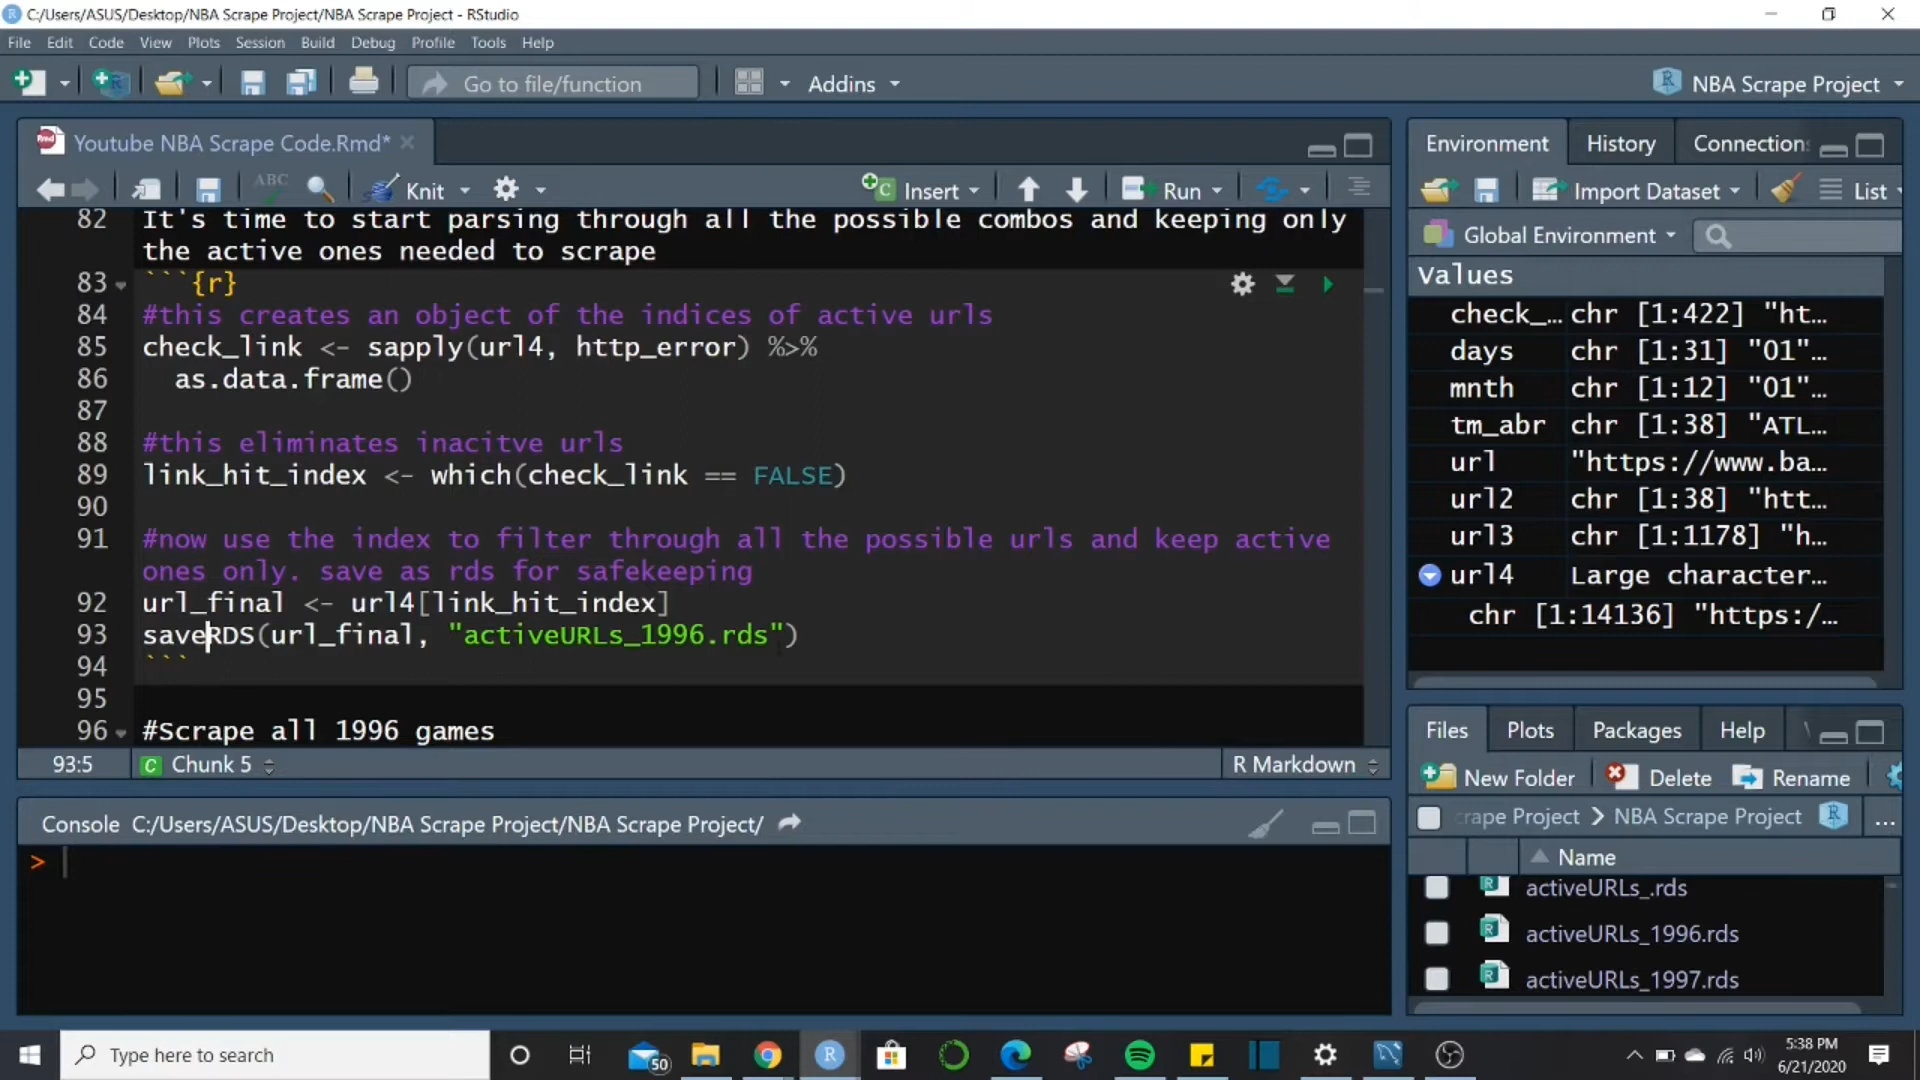 C:/Users/ASUS/Desktop/NBA Scrape Project/NBA Scrape Project - RStudio
File Edit Code View Plots Session Build Debug Profile Tools Help
Go to file/function
Addins
NBA Scrape Project
Youtube NBA Scrape Code.Rmd*
ABC
Knit
Insert
Run
82 It's time to start parsing through all the possible combos and keeping only
the active ones needed to scrape
83 ```{r}
84 #this creates an object of the indices of active urls
85 check_link <- sapply(url4, http_error) %>%
86 as.data.frame()
87
88 #this eliminates inacitve urls
89 link_hit_index <- which(check_link == FALSE)
90
91 #now use the index to filter through all the possible urls and keep active
ones only. save as rds for safekeeping
92 url_final <- url4[link_hit_index]
93 saveRDS(url_final, "activeURLs_1996.rds")
94 ```
95
96 #Scrape all 1996 games
93:5 C Chunk 5 R Markdown
Console C:/Users/ASUS/Desktop/NBA Scrape Project/NBA Scrape Project/
>
Environment History Connection
Import Dataset List
Global Environment
Values
check_… chr [1:422] "ht…
days chr [1:31] "01"…
mnth chr [1:12] "01"…
tm_abr chr [1:38] "ATL…
url "https://www.ba…
url2 chr [1:38] "htt…
url3 chr [1:1178] "h…
url4 Large character…
chr [1:14136] "https:/…
Files Plots Packages Help
New Folder Delete Rename
crape Project > NBA Scrape Project ...
Name
activeURLs_.rds
activeURLs_1996.rds
activeURLs_1997.rds
Type here to search
50
5:38 PM
6/21/2020